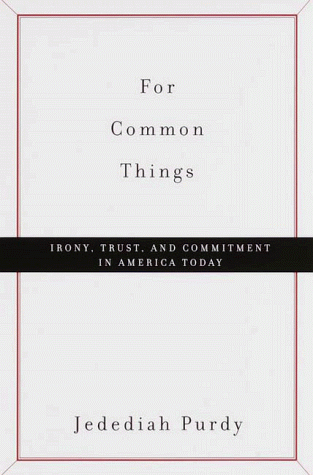 For
Common
Things
IRONY, TRUST, AND COMMITMENT
IN AMERICA TODAY
Jedediah Purdy